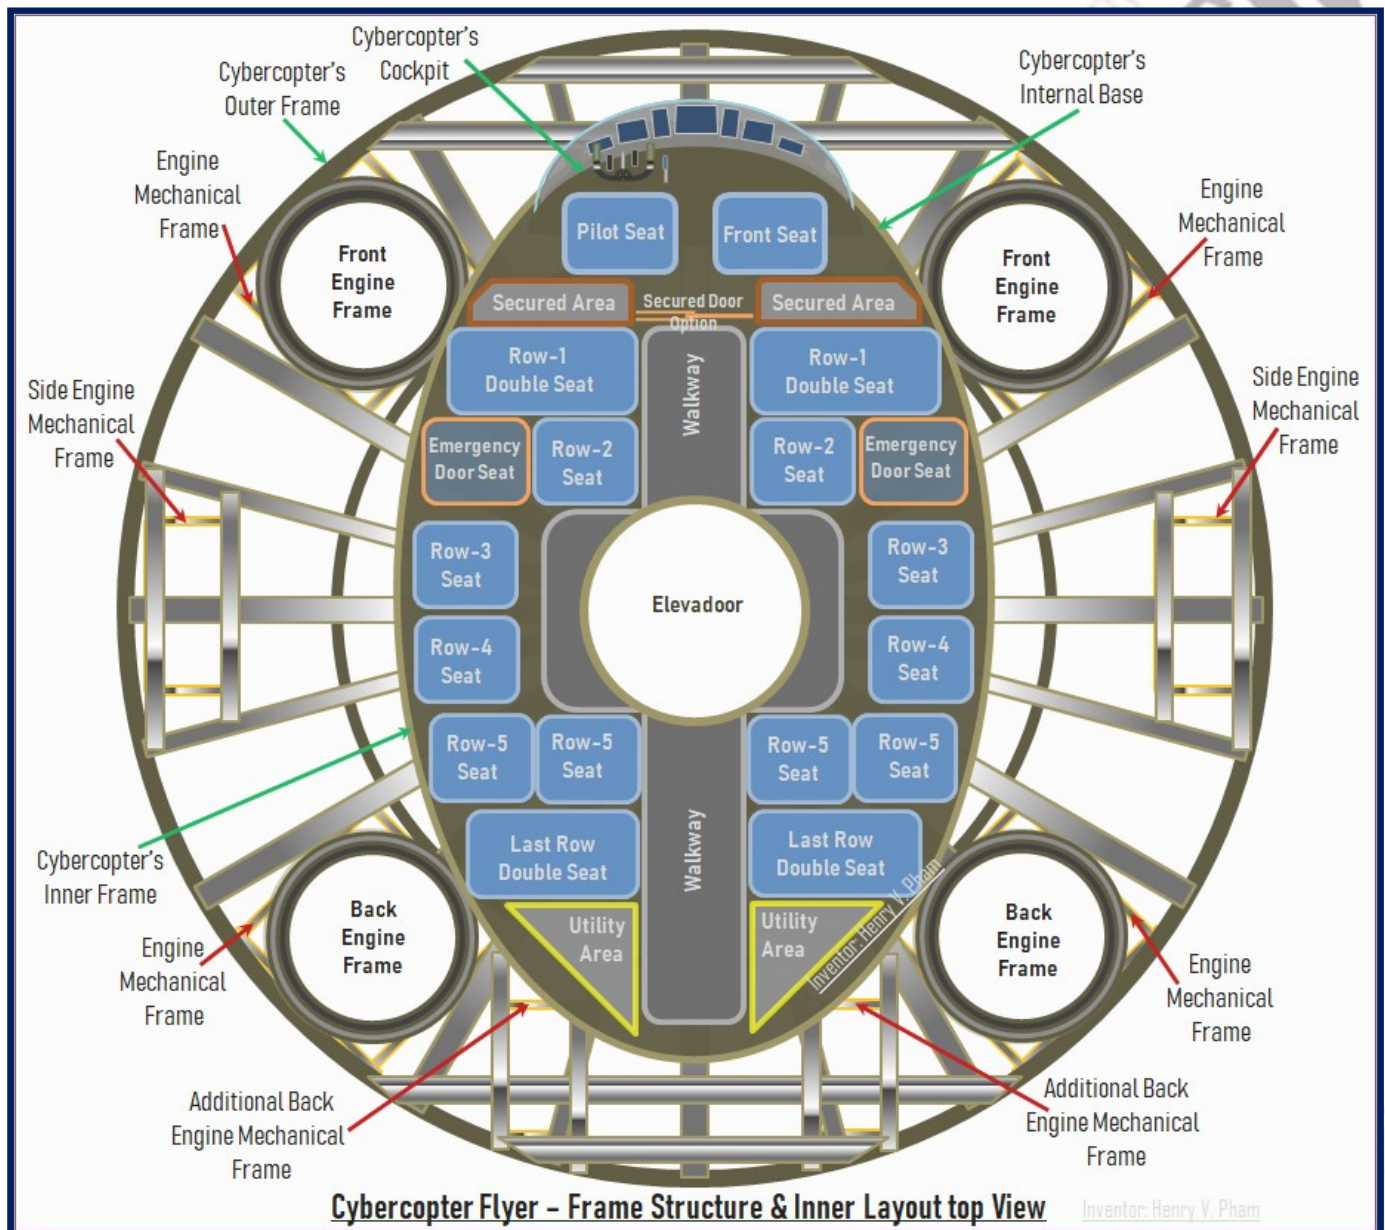 Cybercopter's
Cockpit
Cybercopter's
Outer Frame
Cybercopter's
Internal Base
Engine
Mechanical
Frame
Engine
Mechanical
Frame
Front
Engine
Frame
Pilot Seat
Front Seat
Front
Engine
Frame
Secured Area
Secured Door
Option
Secured Area
Row-1
Double Seat
Walkway
Row-1
Double Seat
Side Engine
Mechanical
Frame
Side Engine
Mechanical
Frame
Emergency
Door Seat
Row-2
Seat
Row-2
Seat
Emergency
Door Seat
Row-3
Seat
Row-3
Seat
Elevadoor
Row-4
Seat
Row-4
Seat
Row-5
Seat
Row-5
Seat
Row-5
Seat
Row-5
Seat
Last Row
Double Seat
Walkway
Last Row
Double Seat
Cybercopter's
Inner Frame
Inventor: Henry V. Pham
Back
Engine
Frame
Utility
Area
Utility
Area
Back
Engine
Frame
Engine
Mechanical
Frame
Engine
Mechanical
Frame
Additional Back
Engine Mechanical
Frame
Additional Back
Engine Mechanical
Frame
Cybercopter Flyer - Frame Structure & Inner Layout top View
Inventor: Henry V. Pham